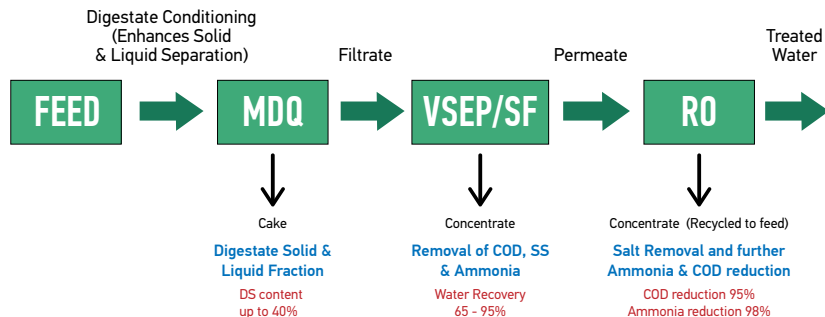 Digestate Conditioning
(Enhances Solid
& Liquid Separation)
Filtrate
Permeate
Treated
Water
FEED
MDQ
VSEP/SF
RO
Cake
Digestate Solid &
Liquid Fraction
DS content
up to 40%
Concentrate
Removal of COD, SS
& Ammonia
Water Recovery
65 - 95%
Concentrate (Recycled to feed)
Salt Removal and further
Ammonia & COD reduction
COD reduction 95%
Ammonia reduction 98%